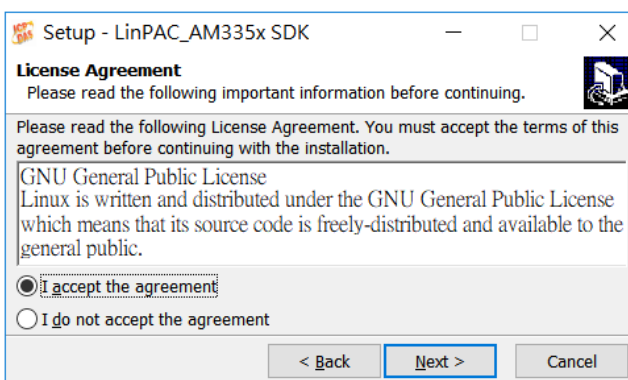 ICP DAS
Setup - LinPAC_AM335x SDK
License Agreement
Please read the following important information before continuing.
Please read the following License Agreement. You must accept the terms of this
agreement before continuing with the installation.
GNU General Public License
Linux is written and distributed under the GNU General Public License
which means that its source code is freely-distributed and available to the
general public.
I accept the agreement
I do not accept the agreement
< Back Next > Cancel